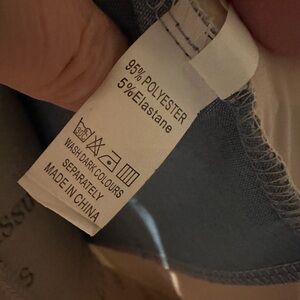 95% POLYESTER
5% Elastane
WASH DARK COLOURS
SEPARATELY
MADE IN CHINA